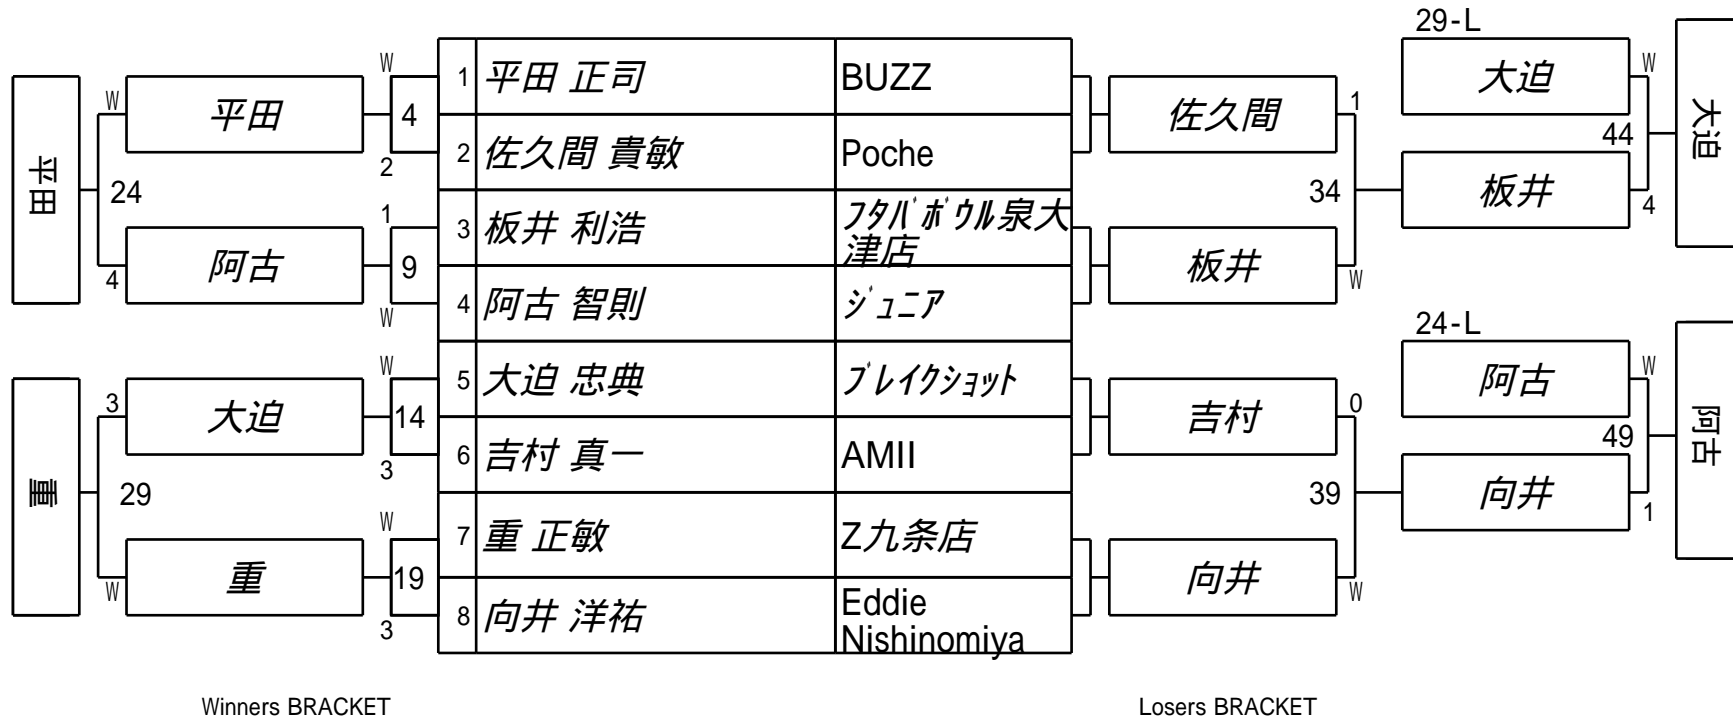 29-L
W
1 平田 正司 BUZZ
W
平田
4
佐久間
1
大迫
W
大迫
44
2 佐久間 貴敏 Poche
2
平田
24
34
板井
4
1
3 板井 利浩 ﾌﾀﾊﾞﾎﾞｳﾙ泉大
津店
4
阿古
9
板井
W
4 阿古 智則 ｼﾞｭﾆｱ
W
24-L
W
5 大迫 忠典 ﾌﾞﾚｲｸｼｮｯﾄ
3
大迫
14
吉村
0
阿古
W
阿古
49
6 吉村 真一 AMII
3
重
29
39
向井
1
W
7 重 正敏 Z九条店
W
重
19
向井
W
8 向井 洋祐 Eddie
Nishinomiya
3
Winners BRACKET
Losers BRACKET